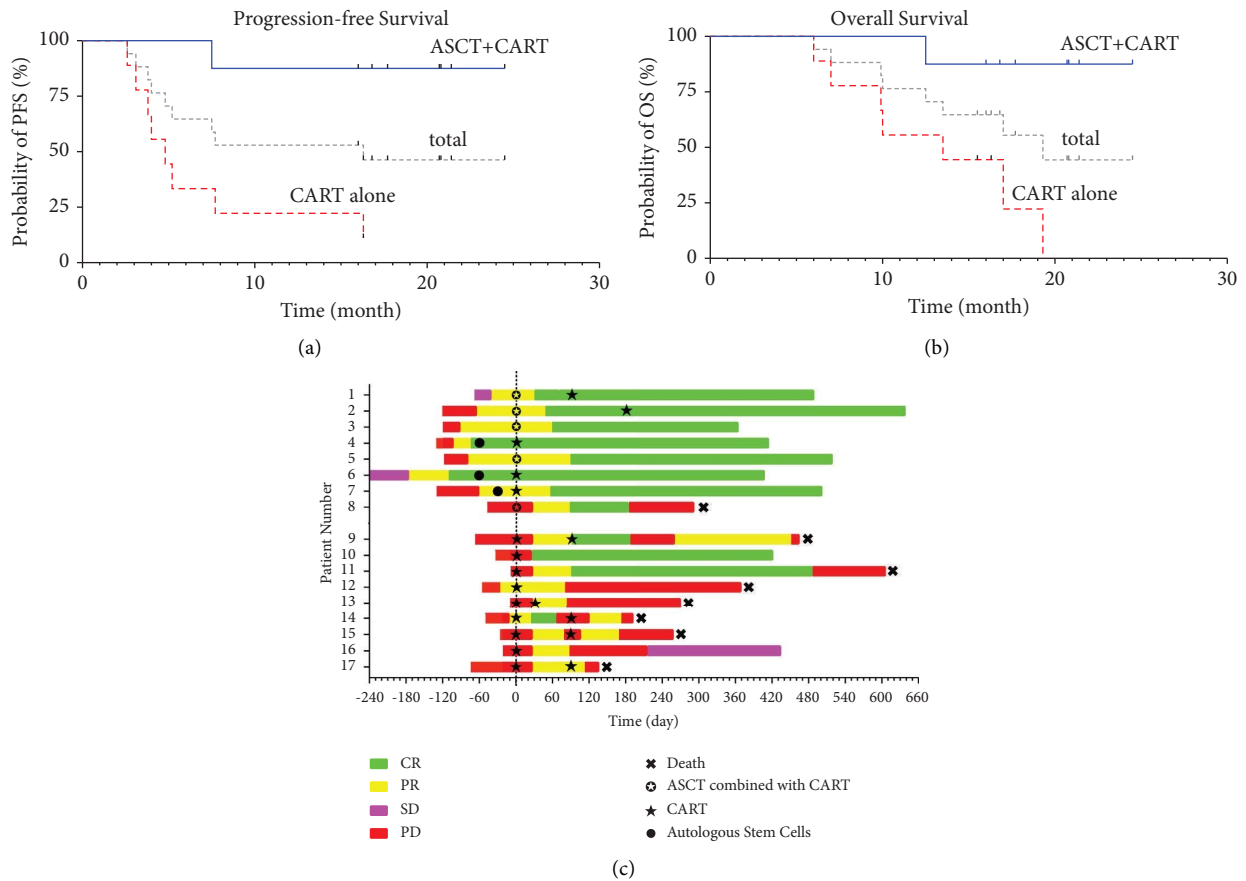 Progression-free Survival
100
75
50
25
0
Probability of PFS (%)
ASCT+CART
total
CART alone
0 10 20 30
Time (month)
(a)
Overall Survival
100
75
50
25
0
Probability of OS (%)
ASCT+CART
total
CART alone
0 10 20 30
Time (month)
(b)
Patient Number
1
2
3
4
5
6
7
8
9
10
11
12
13
14
15
16
17
-240 -180 -120 -60 0 60 120 180 240 300 360 420 480 540 600 660
Time (day)
CR
PR
SD
PD
Death
ASCT combined with CART
CART
Autologous Stem Cells
(c)